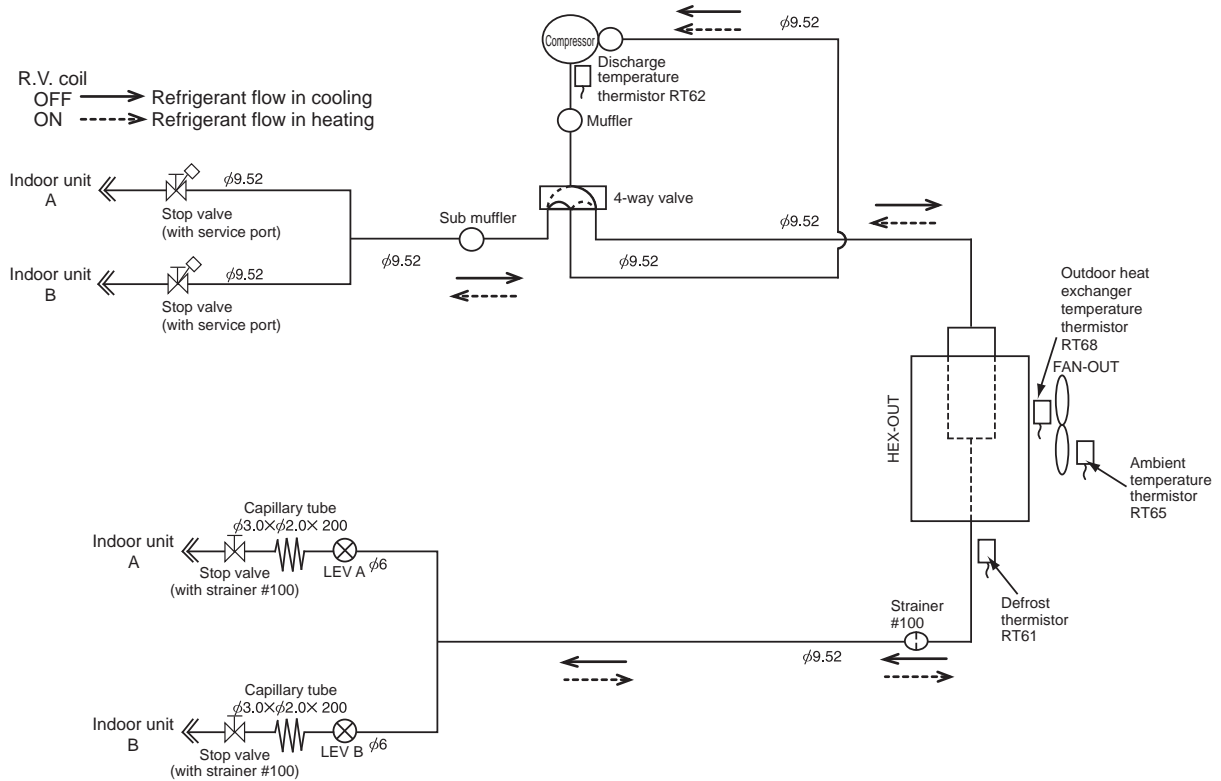 Compressor
φ9.52
Discharge
temperature
thermistor RT62
R.V. coil
OFF Refrigerant flow in cooling
ON Refrigerant flow in heating
Muffler
Indoor unit
A
φ9.52
Stop valve
(with service port)
4-way valve
Sub muffler
φ9.52
φ9.52
φ9.52
Indoor unit
B
φ9.52
Stop valve
(with service port)
Outdoor heat
exchanger
temperature
thermistor
RT68
FAN-OUT
HEX-OUT
Ambient
temperature
thermistor
RT65
Capillary tube
φ3.0×φ2.0× 200
Indoor unit
A
Stop valve
(with strainer #100)
LEV A
φ6
Defrost
thermistor
RT61
Strainer
#100
φ9.52
Capillary tube
φ3.0×φ2.0× 200
Indoor unit
B
Stop valve
(with strainer #100)
LEV B
φ6